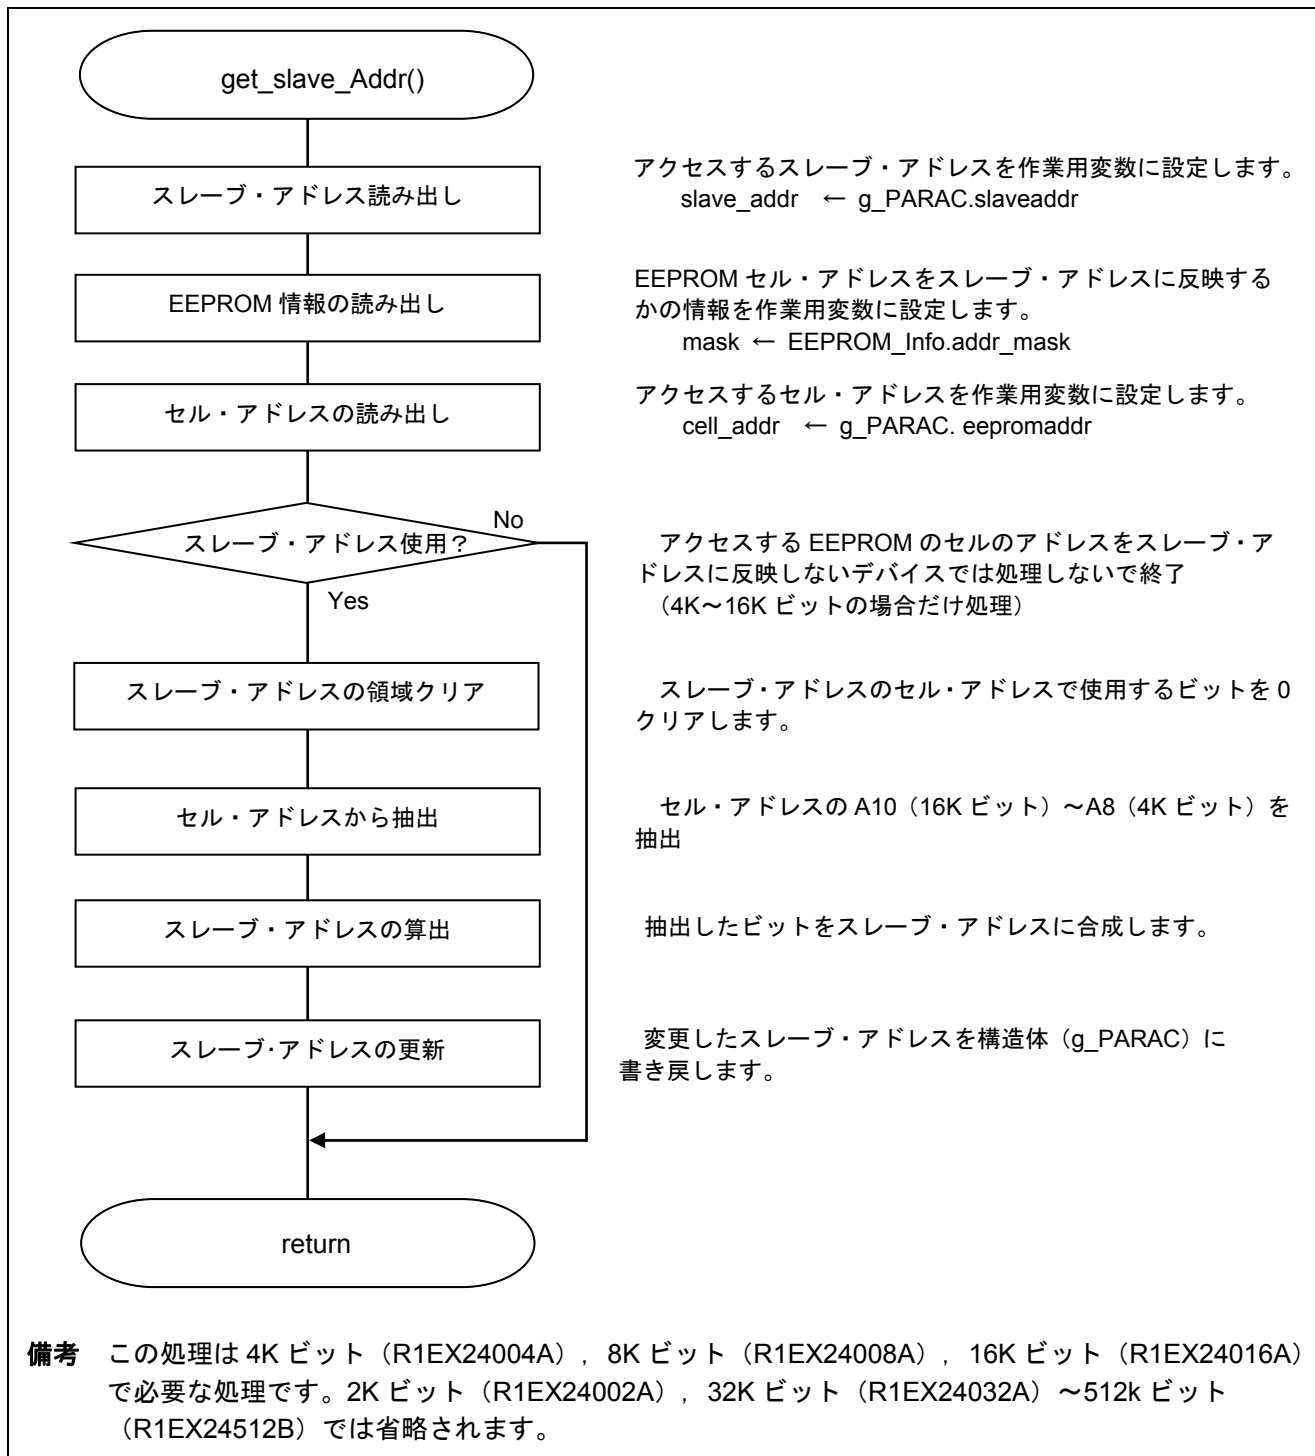 get_slave_Addr()
スレーブ・アドレス読み出し
アクセスするスレーブ・アドレスを作業用変数に設定します。
slave_addr ← g_PARAC.slaveaddr
EEPROM 情報の読み出し
EEPROM セル・アドレスをスレーブ・アドレスに反映する
かの情報を作業用変数に設定します。
mask ← EEPROM_Info.addr_mask
セル・アドレスの読み出し
アクセスするセル・アドレスを作業用変数に設定します。
cell_addr ← g_PARAC. eepromaddr
スレーブ・アドレス使用？
No
Yes
アクセスする EEPROM のセルのアドレスをスレーブ・ア
ドレスに反映しないデバイスでは処理しないで終了
（4K～16K ビットの場合だけ処理）
スレーブ・アドレスの領域クリア
スレーブ・アドレスのセル・アドレスで使用するビットを 0
クリアします。
セル・アドレスから抽出
セル・アドレスの A10（16K ビット）～A8（4K ビット）を
抽出
スレーブ・アドレスの算出
抽出したビットをスレーブ・アドレスに合成します。
スレーブ･アドレスの更新
変更したスレーブ・アドレスを構造体（g_PARAC）に
書き戻します。
return
備考 この処理は 4K ビット（R1EX24004A），8K ビット（R1EX24008A），16K ビット（R1EX24016A）
で必要な処理です。2K ビット（R1EX24002A），32K ビット（R1EX24032A）～512k ビット
（R1EX24512B）では省略されます。